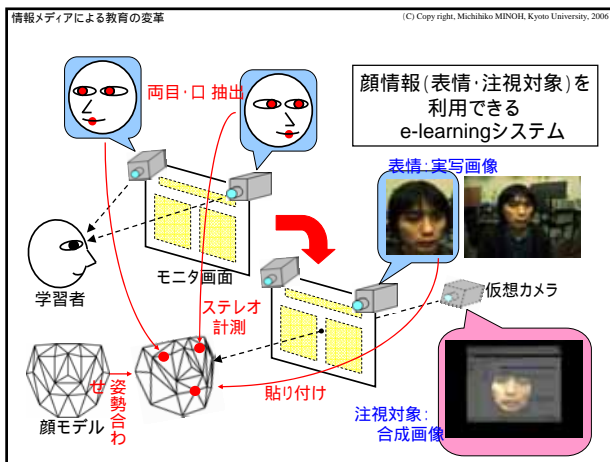 情報メディアによる教育の変革
(C) Copy right, Michihiko MINOH, Kyoto University, 2006
両目・口 抽出
顔情報(表情・注視対象)を
利用できる
e-learningシステム
表情：実写画像
モニタ画面
学習者
仮想カメラ
ステレオ
計測
姿勢合わ
せ
貼り付け
顔モデル
注視対象：
合成画像